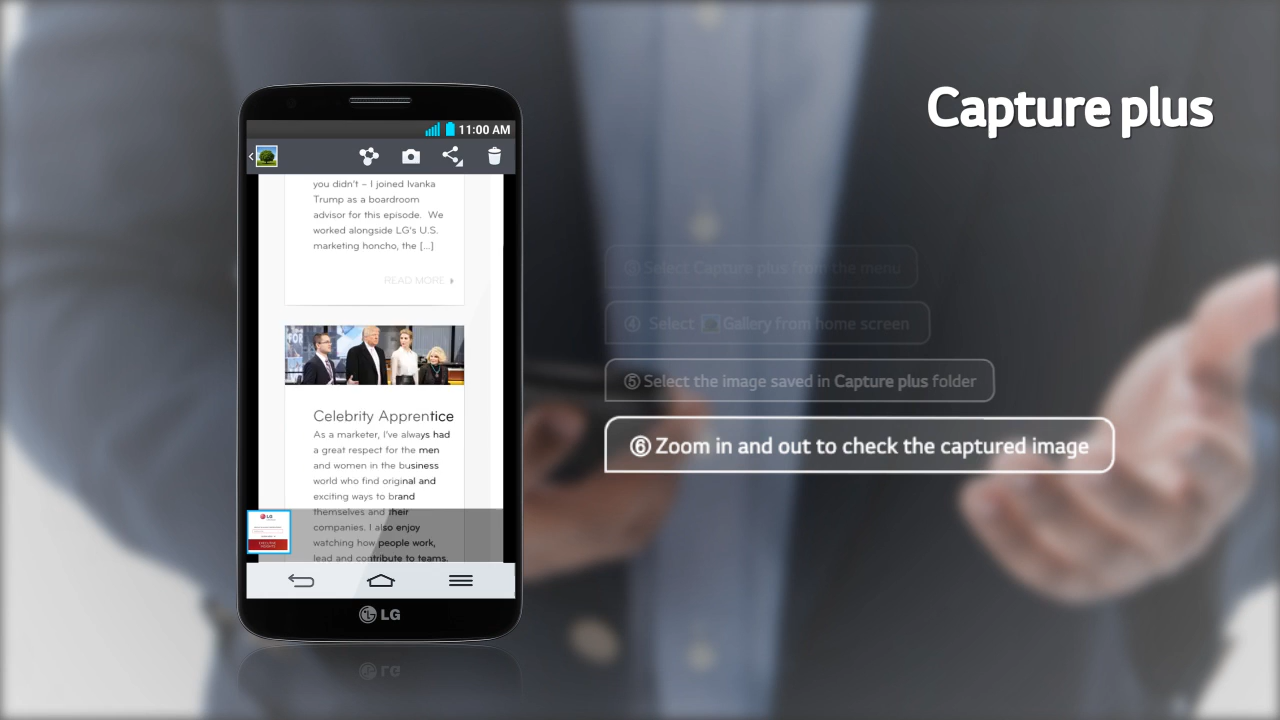 Capture plus
11:00 AM
you didn't – I joined Ivanka
Trump as a boardroom
advisor for this episode. We
worked alongside LG's U.S.
marketing honcho, the [...]
READ MORE
Celebrity Apprentice
As a marketer, I've always had
a great respect for the men
and women in the business
world who find original and
exciting ways to brand
themselves and their
companies. I also enjoy
watching how people work,
lead and contribute to teams.
LG
LG
③ Select Capture plus from the menu
④ Select Gallery from home screen
⑤ Select the image saved in Capture plus folder
⑥ Zoom in and out to check the captured image